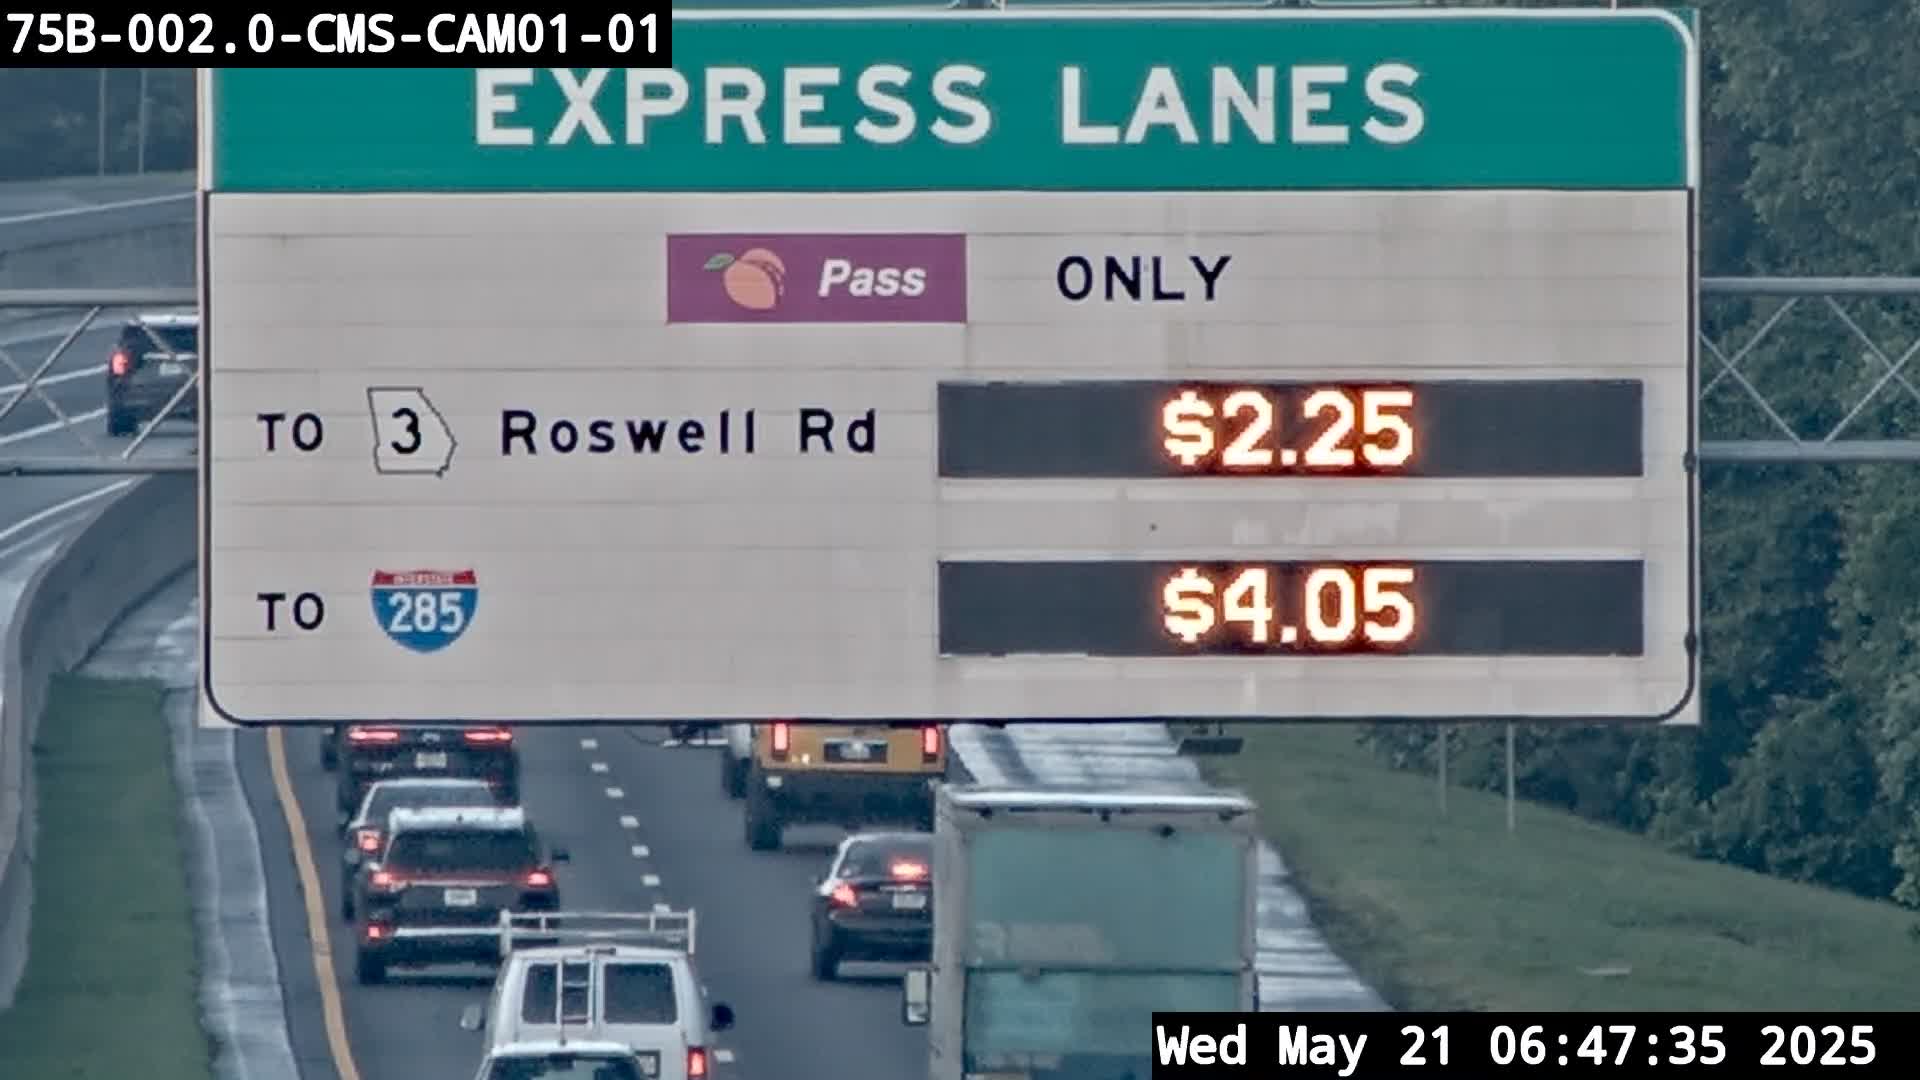 75B-002.0-CMS-CAM01-01
EXPRESS LANES
Pass ONLY
TO 3 Roswell Rd $2.25
TO INTERSTATE 285 $4.05
Wed May 21 06:47:35 2025